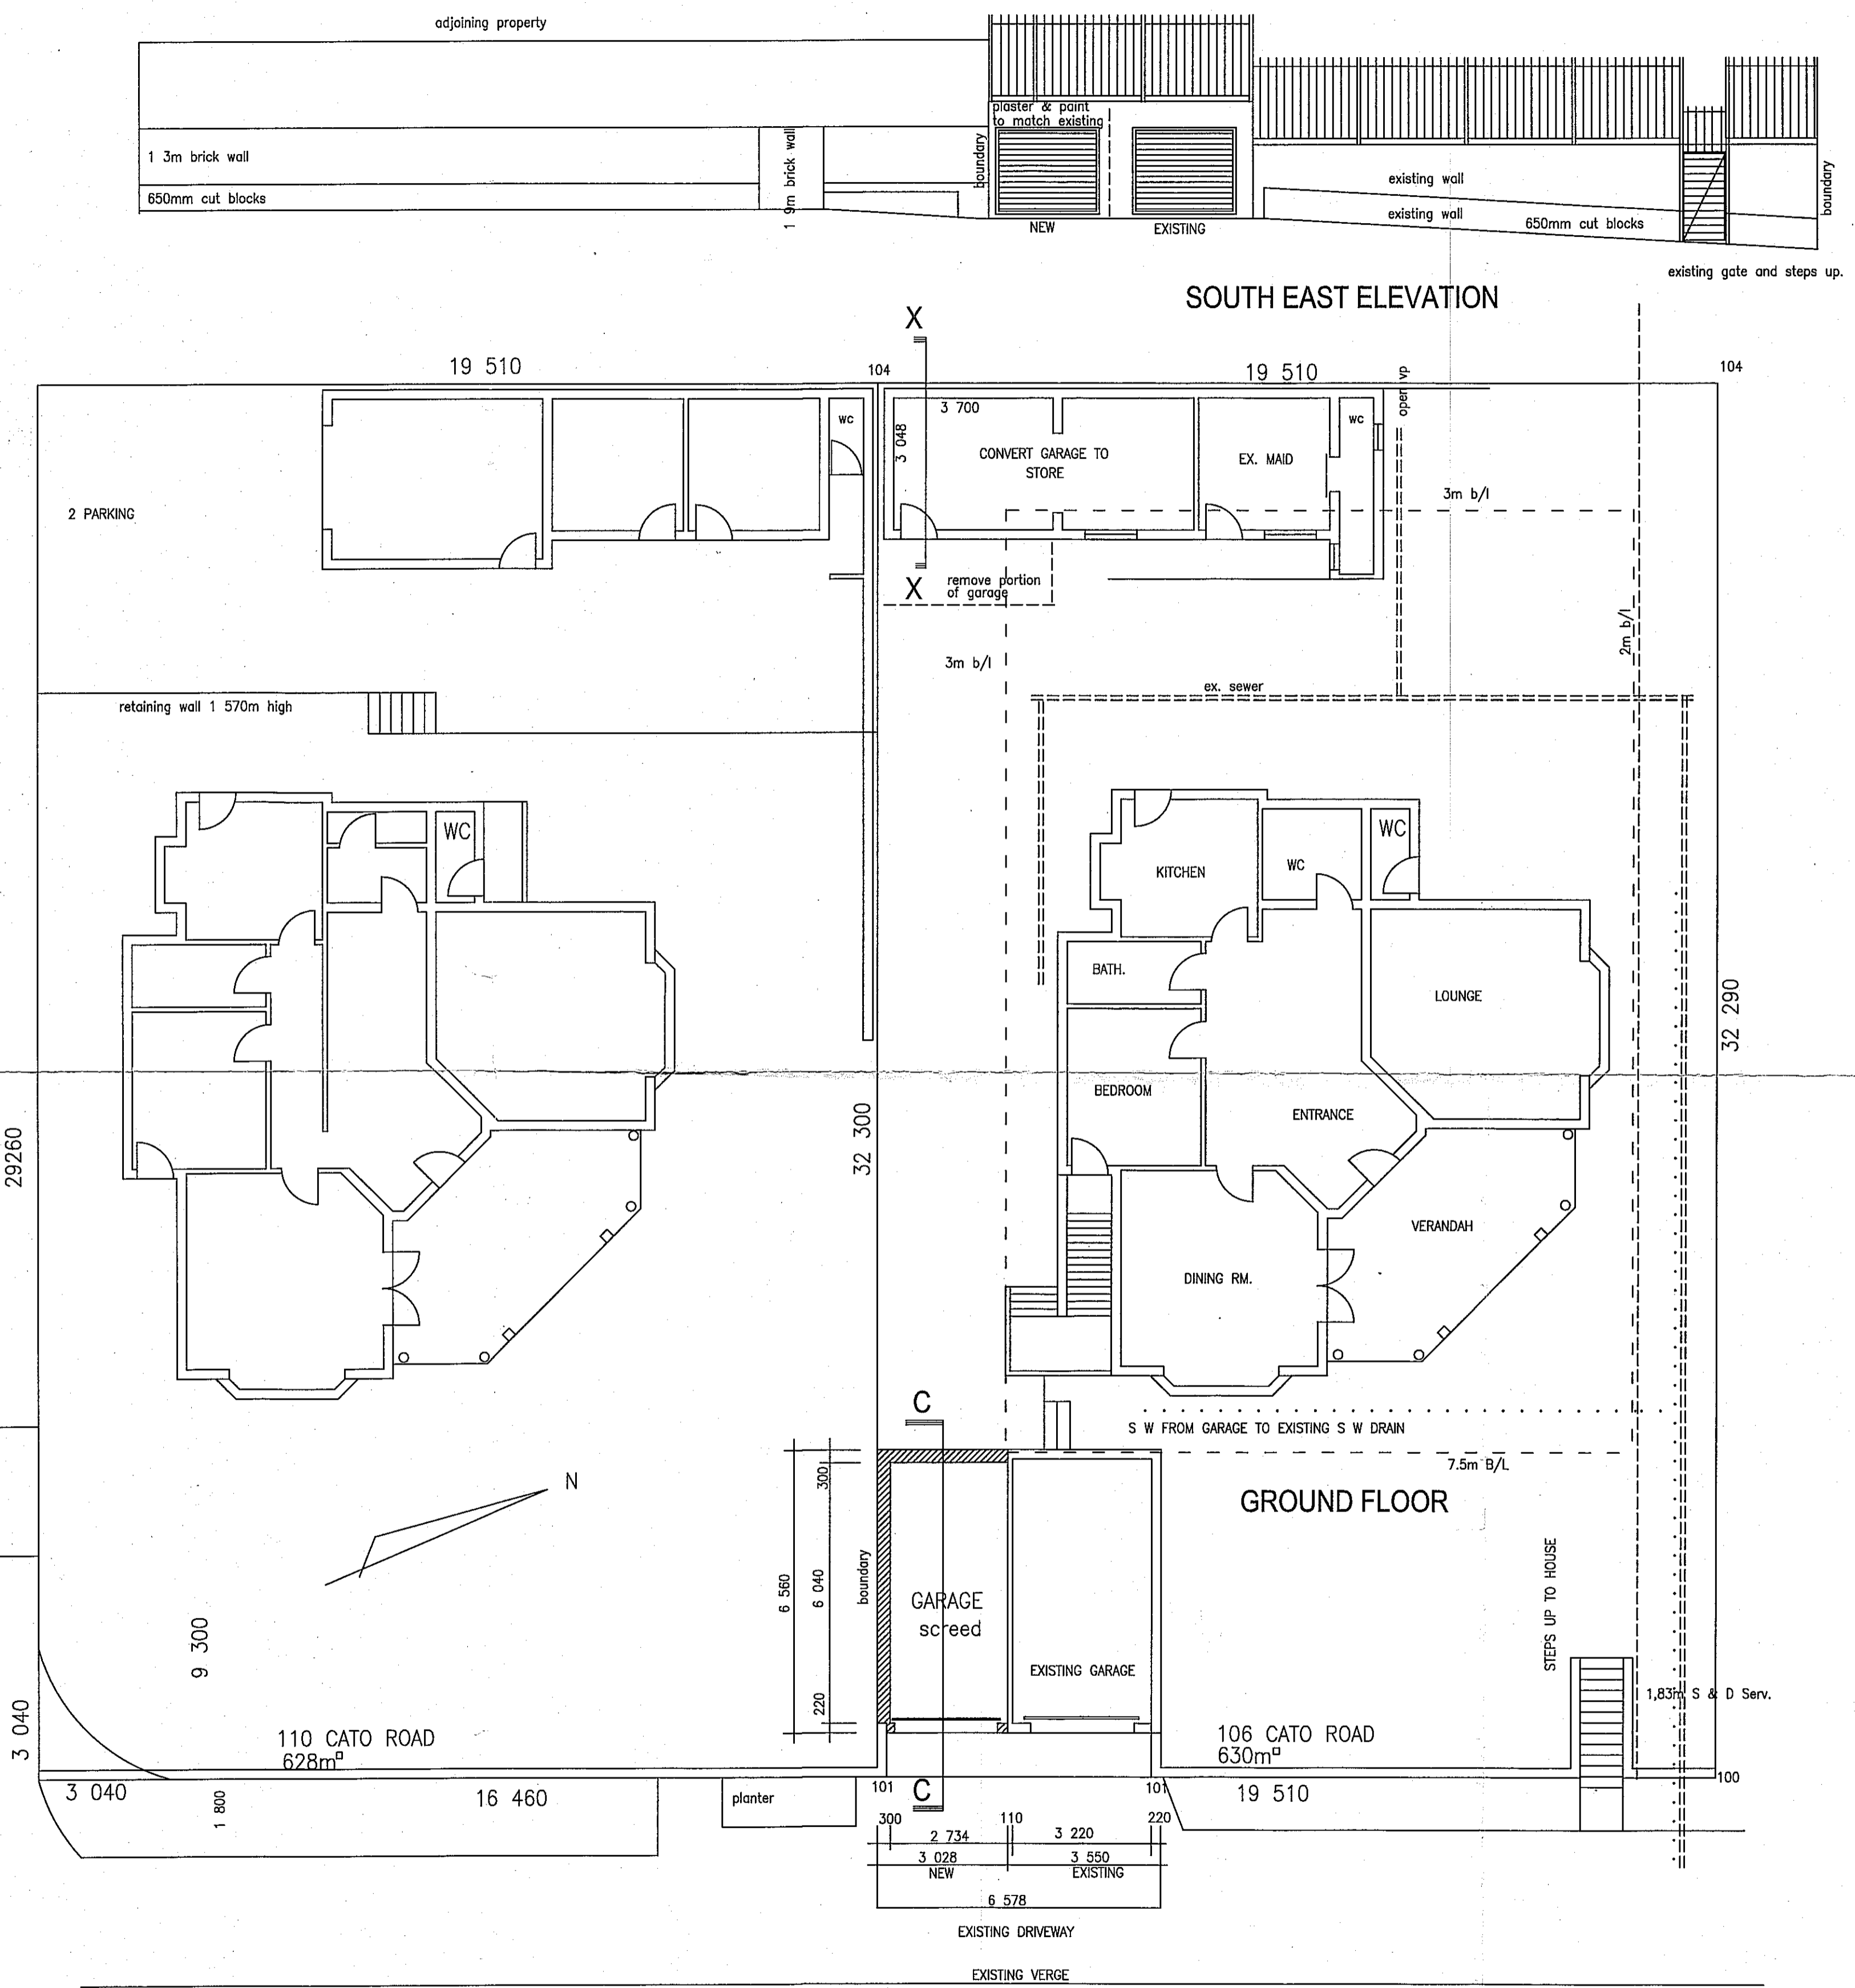 adjoining property
plaster & paint
to match existing
1 3m brick wall
650mm cut blocks
1 9m brick wall
boundary
NEW
EXISTING
existing wall
existing wall
650mm cut blocks
boundary
existing gate and steps up.
SOUTH EAST ELEVATION
X
19 510
104
19 510
104
open vp
wc
3 700
3 048
CONVERT GARAGE TO
STORE
EX. MAID
wc
2 PARKING
3m b/l
X
remove portion
of garage
2m b/l
3m b/l
ex. sewer
retaining wall 1 570m high
WC
KITCHEN
WC
WC
BATH.
LOUNGE
32 290
BEDROOM
ENTRANCE
29260
32 300
VERANDAH
DINING RM.
C
S W FROM GARAGE TO EXISTING S W DRAIN
7.5m B/L
N
300
GROUND FLOOR
6 560
6 040
boundary
GARAGE
screed
STEPS UP TO HOUSE
9 300
EXISTING GARAGE
220
1,83m S & D Serv.
3 040
110 CATO ROAD
628m²
106 CATO ROAD
630m²
3 040
1 800
16 460
planter
101
C
101
19 510
100
300
110
220
2 734
3 220
3 028
3 550
NEW
EXISTING
6 578
EXISTING DRIVEWAY
EXISTING VERGE